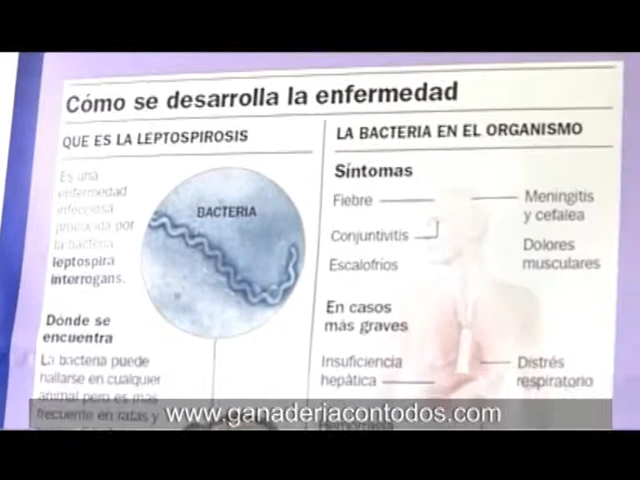 Cómo se desarrolla la enfermedad
QUE ES LA LEPTOSPIROSIS
Es una
enfermedad
infecciosa
producida por
la bacteria
leptospira
interrogans.
BACTERIA
Dónde se
encuentra
La bacteria puede
hallarse en cualquier
animal pero es más
frecuente en ratas y
LA BACTERIA EN EL ORGANISMO
Síntomas
Fiebre
Conjuntivitis
Escalofrios
Meningitis
y cefalea
Dolores
musculares
En casos
más graves
Insuficiencia
hepática
Distrés
respiratorio
Hemorragia
www.ganaderiacontodos.com